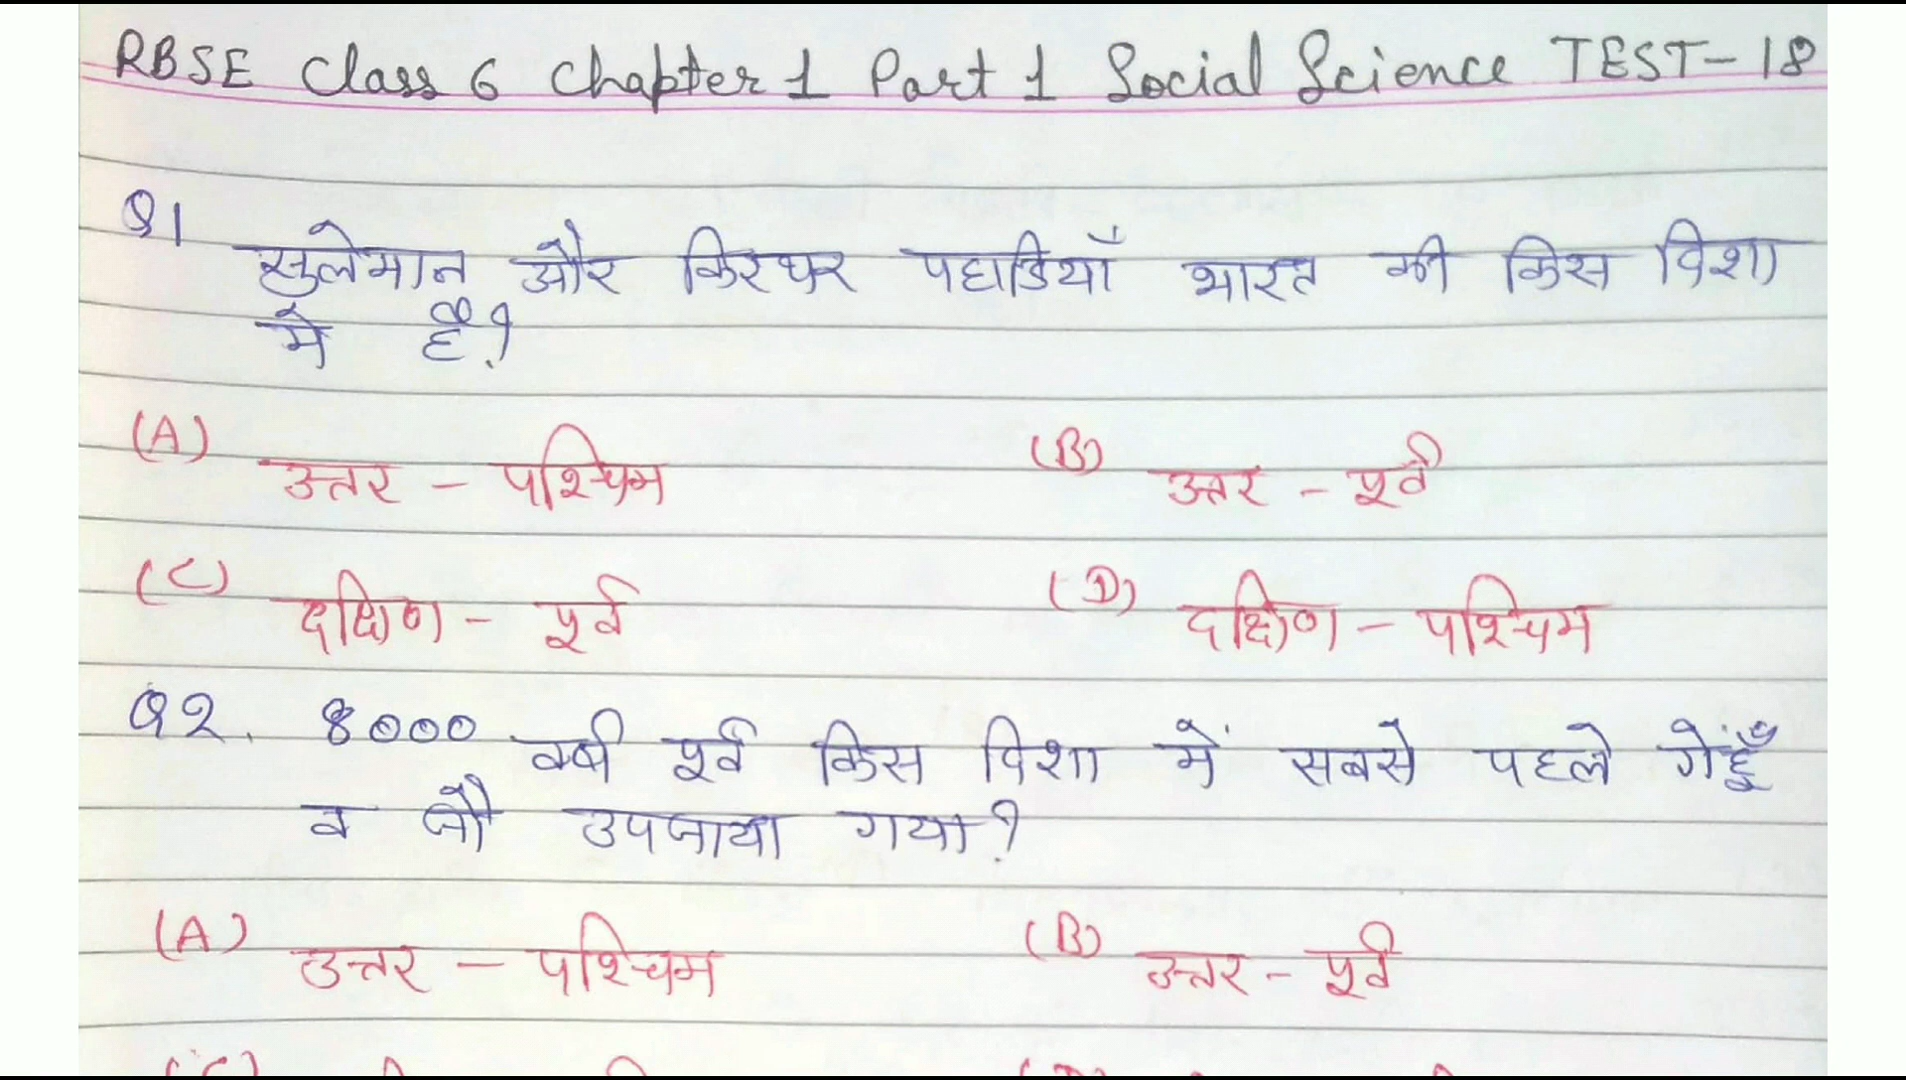 RBSE Class 6 Chapter 1 Part 1 Social Science TEST-18
Q1
सुलेमान और किरथर पहाडियाँ भारत की किस दिशा
मे है?
(A) उत्तर - पश्चिम (B) उत्तर - पूर्व
(C) दक्षिण - पूर्व (D) दक्षिण - पश्चिम
Q2. 8000 वर्ष पूर्व किस दिशा में सबसे पहले गेंहूँ
व जौ उपजाया गया?
(A) उत्तर - पश्चिम (B) उत्तर - पूर्व